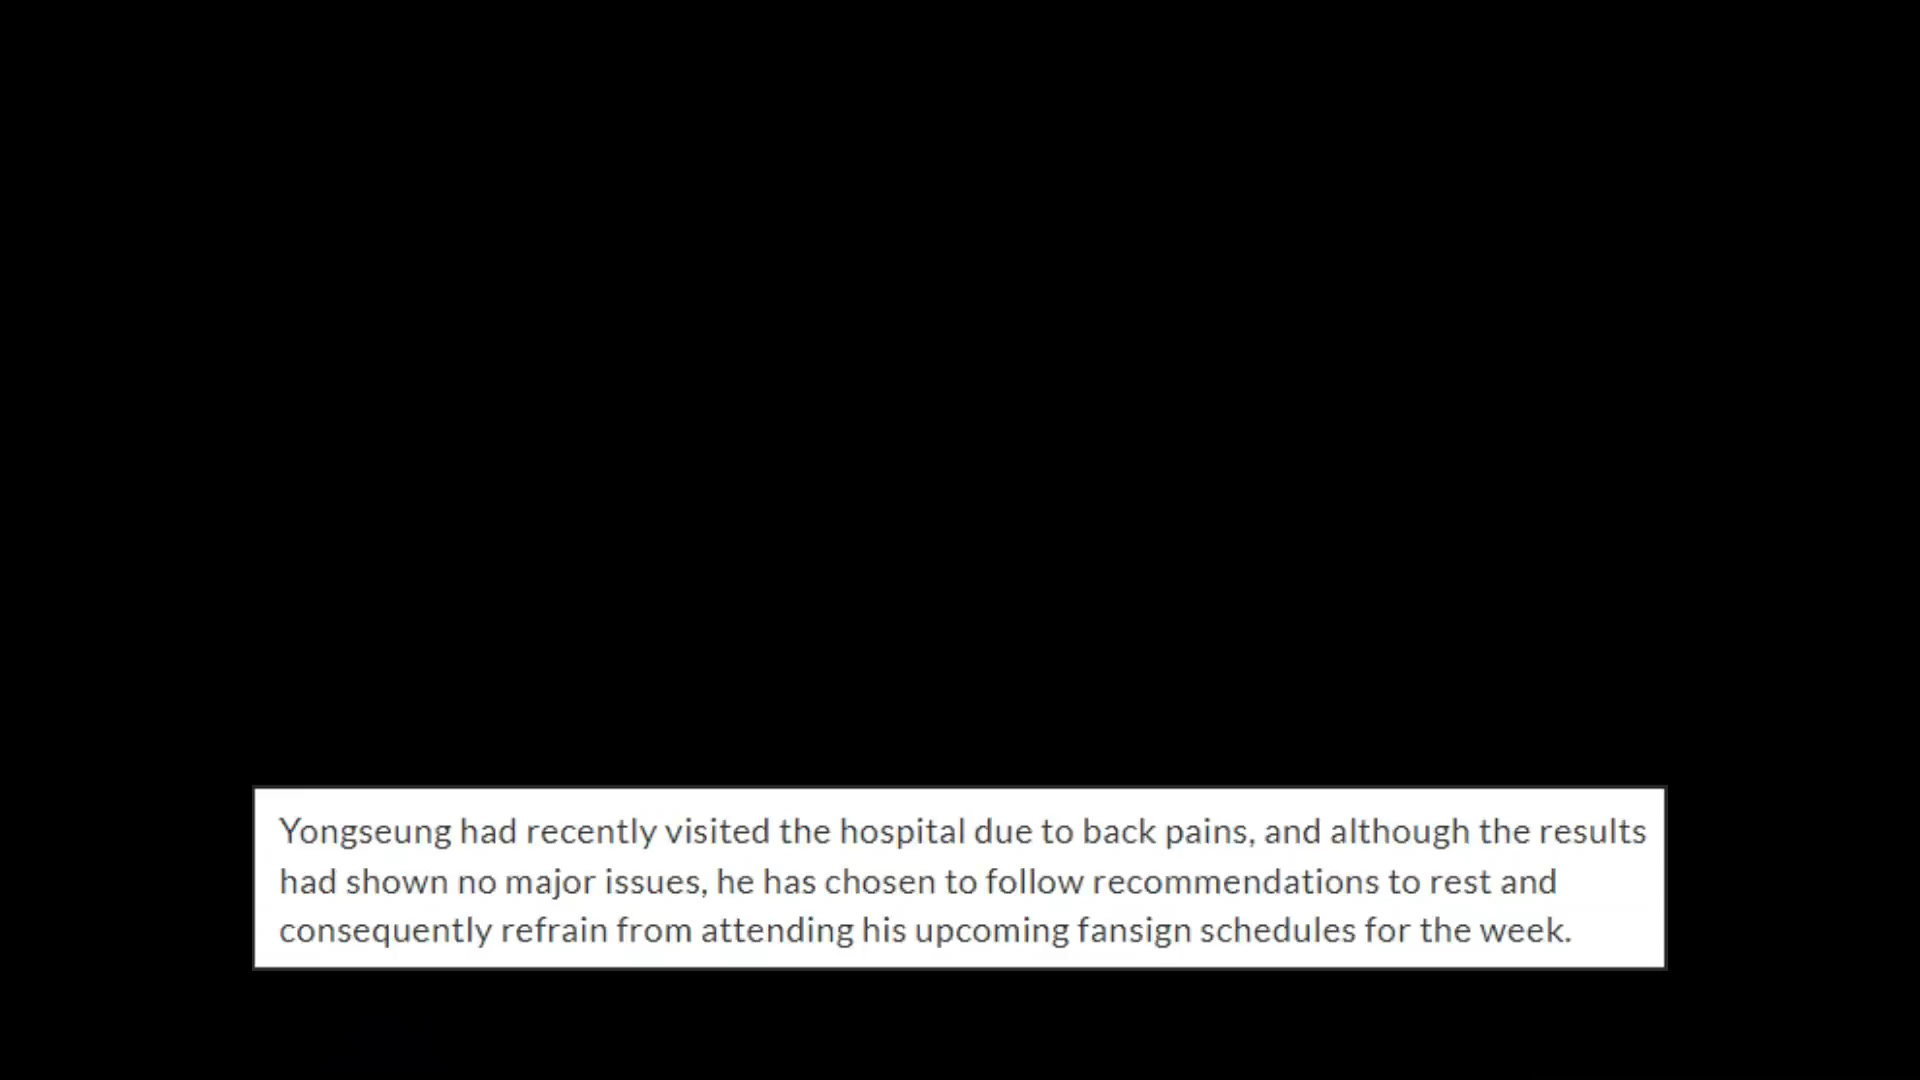 Yongseung had recently visited the hospital due to back pains, and although the results
had shown no major issues, he has chosen to follow recommendations to rest and
consequently refrain from attending his upcoming fansign schedules for the week.